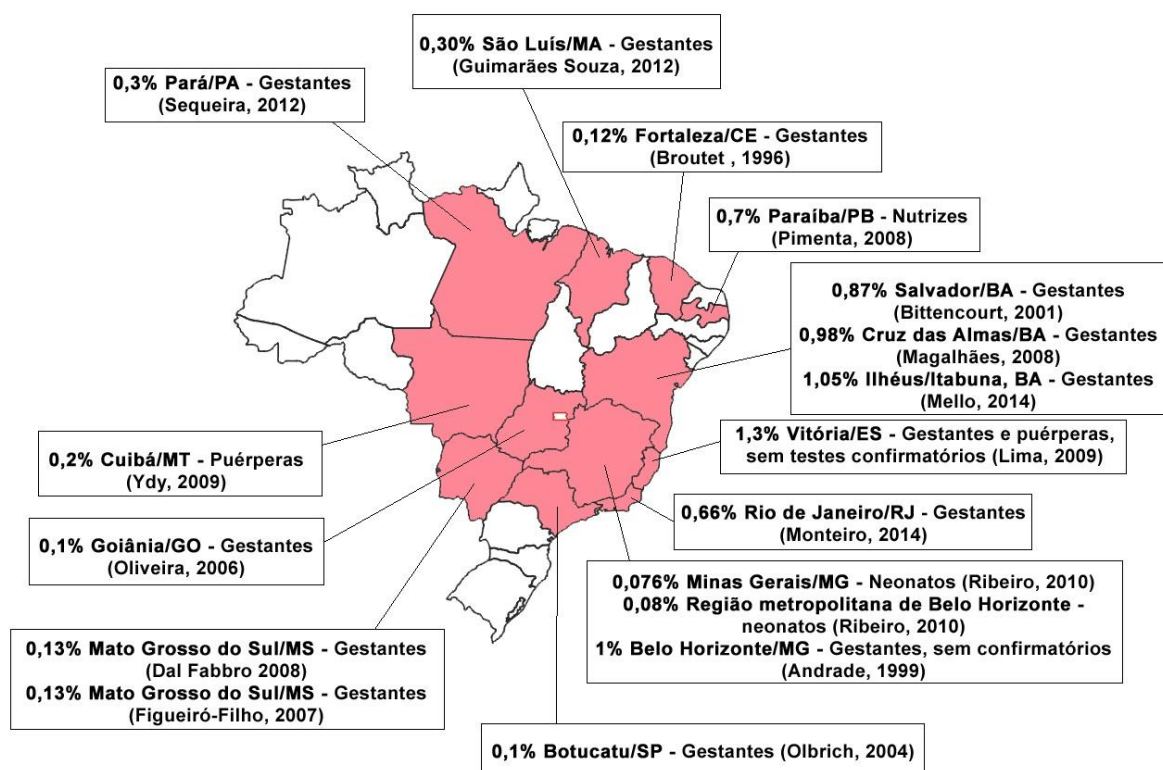 0,30% São Luís/MA - Gestantes
(Guimarães Souza, 2012)
0,3% Pará/PA - Gestantes
(Sequeira, 2012)
0,12% Fortaleza/CE - Gestantes
(Broutet , 1996)
0,7% Paraíba/PB - Nutrizes
(Pimenta, 2008)
0,87% Salvador/BA - Gestantes
(Bittencourt, 2001)
0,98% Cruz das Almas/BA - Gestantes
(Magalhães, 2008)
1,05% Ilhéus/Itabuna, BA - Gestantes
(Mello, 2014)
1,3% Vitória/ES - Gestantes e puérperas,
sem testes confirmatórios (Lima, 2009)
0,2% Cuibá/MT - Puérperas
(Ydy, 2009)
0,66% Rio de Janeiro/RJ - Gestantes
(Monteiro, 2014)
0,1% Goiânia/GO - Gestantes
(Oliveira, 2006)
0,076% Minas Gerais/MG - Neonatos (Ribeiro, 2010)
0,08% Região metropolitana de Belo Horizonte -
neonatos (Ribeiro, 2010)
1% Belo Horizonte/MG - Gestantes, sem confirmatórios
(Andrade, 1999)
0,13% Mato Grosso do Sul/MS - Gestantes
(Dal Fabbro 2008)
0,13% Mato Grosso do Sul/MS - Gestantes
(Figueiró-Filho, 2007)
0,1% Botucatu/SP - Gestantes (Olbrich, 2004)